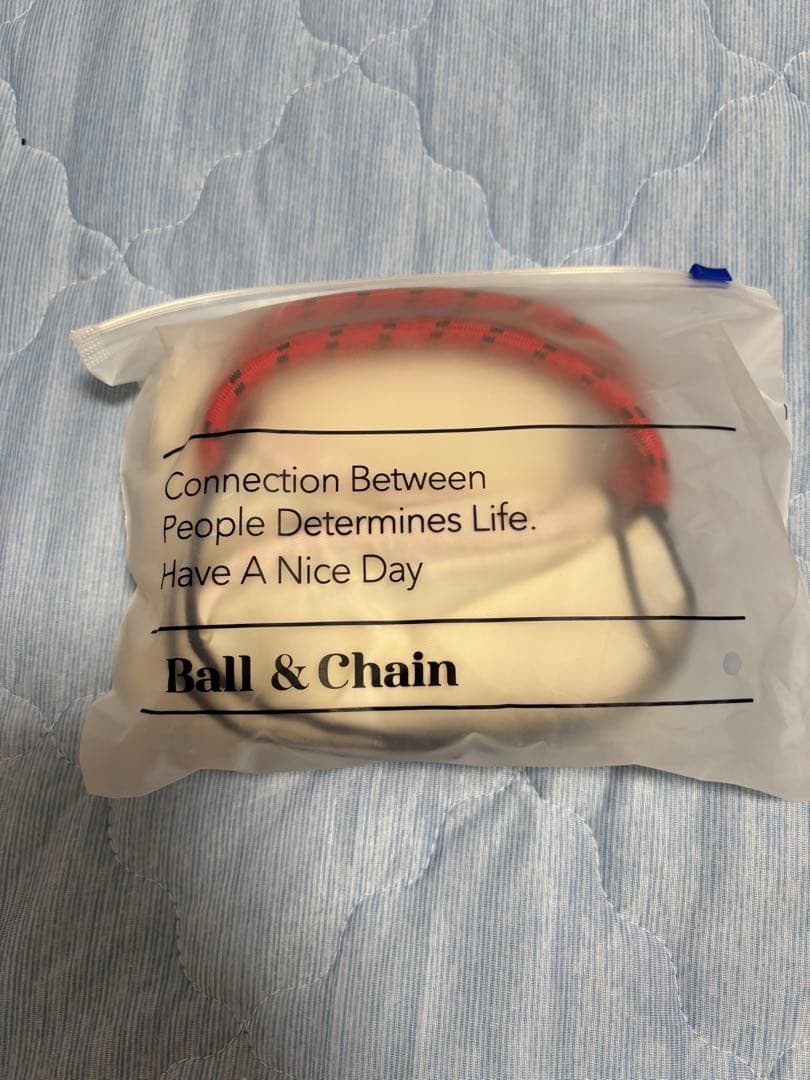 Connection Between
People Determines Life.
Have A Nice Day
Ball & Chain